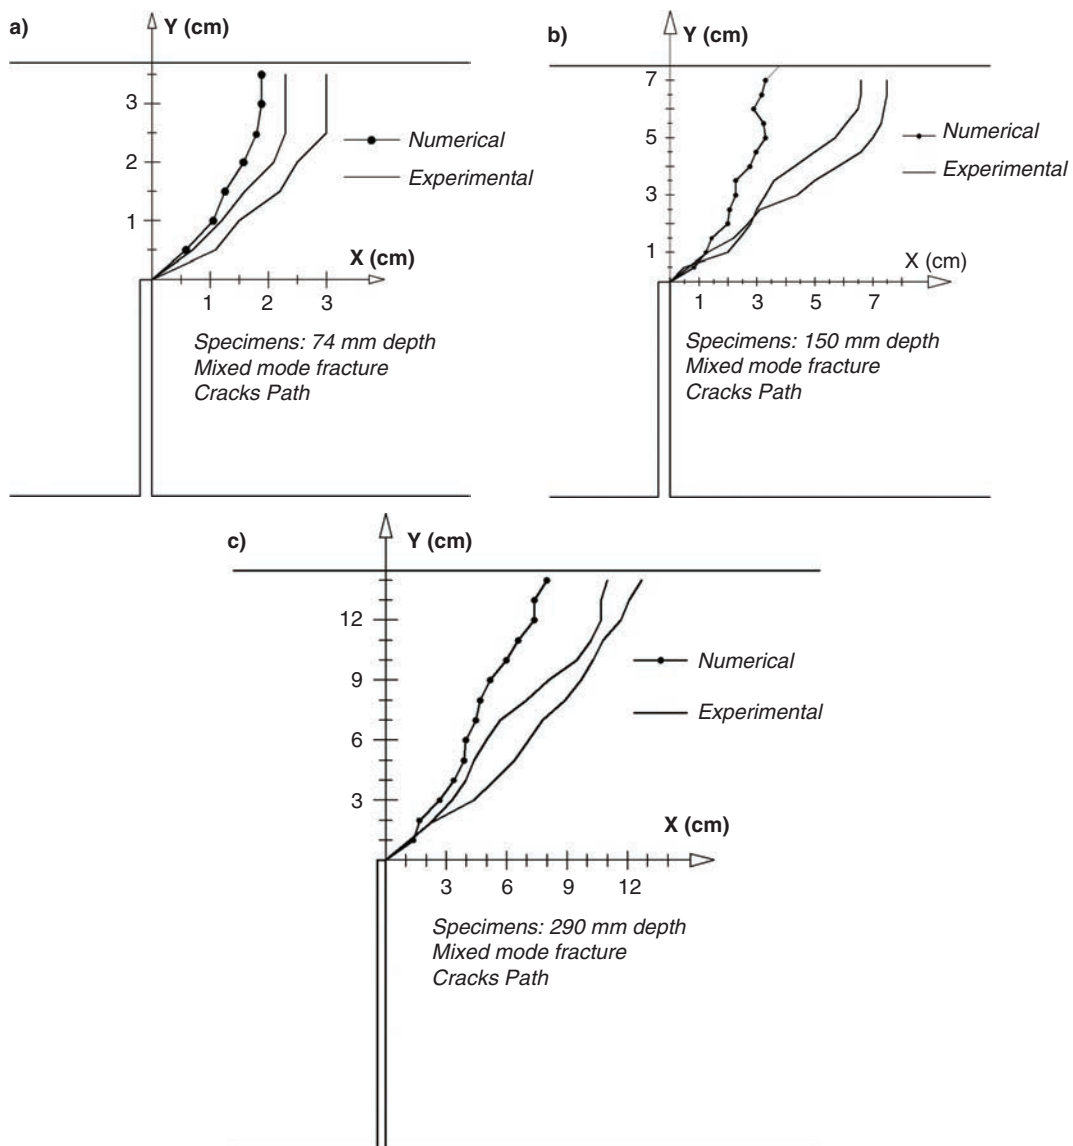 a)
Y (cm)
3
2
1
Numerical
Experimental
X (cm)
1 2 3
Specimens: 74 mm depth
Mixed mode fracture
Cracks Path
b)
Y (cm)
7
5
3
1
Numerical
Experimental
X (cm)
1 3 5 7
Specimens: 150 mm depth
Mixed mode fracture
Cracks Path
c)
Y (cm)
12
9
6
3
Numerical
Experimental
X (cm)
3 6 9 12
Specimens: 290 mm depth
Mixed mode fracture
Cracks Path